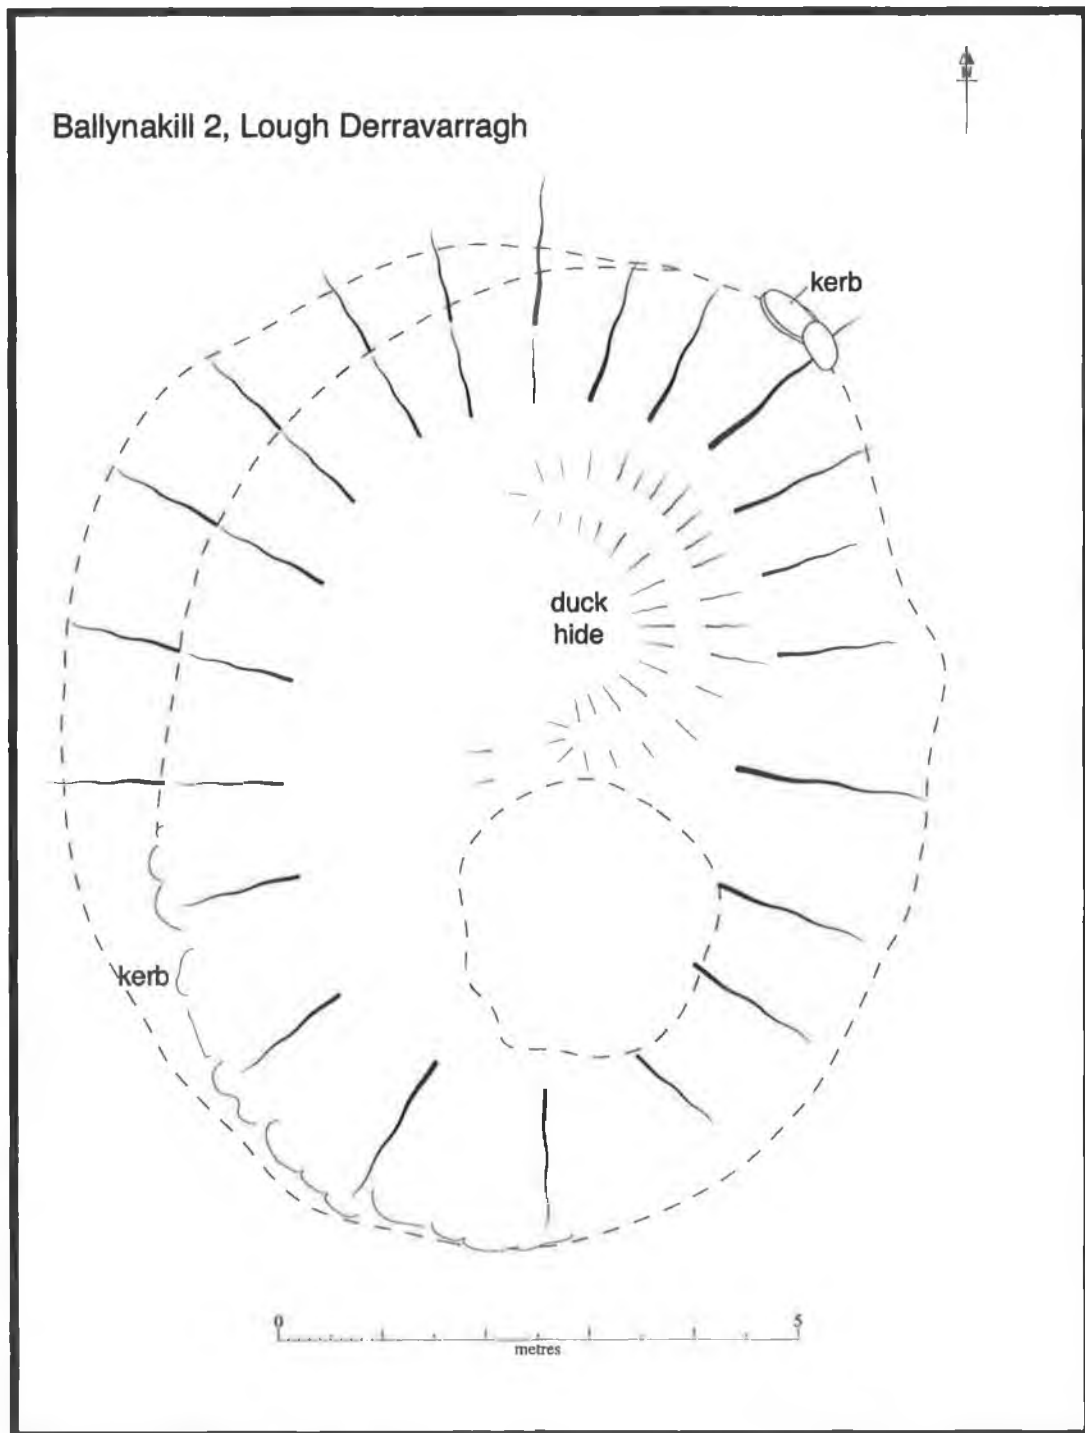 N
Ballynakill 2, Lough Derravarragh
kerb
duck
hide
kerb
0 5
metres